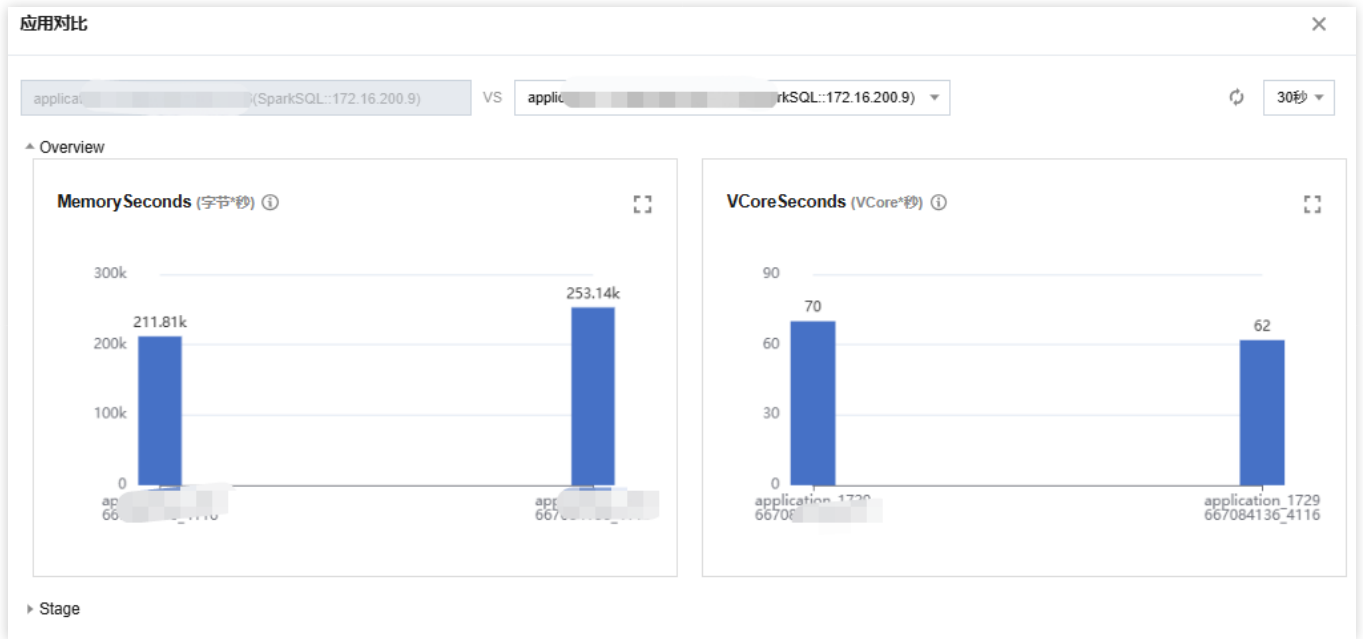 应用对比
(SparkSQL::172.16.200.9) VS rkSQL::172.16.200.9) 30秒
Overview
MemorySeconds (字节*秒)
300k
253.14k
211.81k
200k
100k
0
VCoreSeconds (VCore*秒)
90
70
62
60
30
0
application_1729
application_1729
667084136_4116
Stage